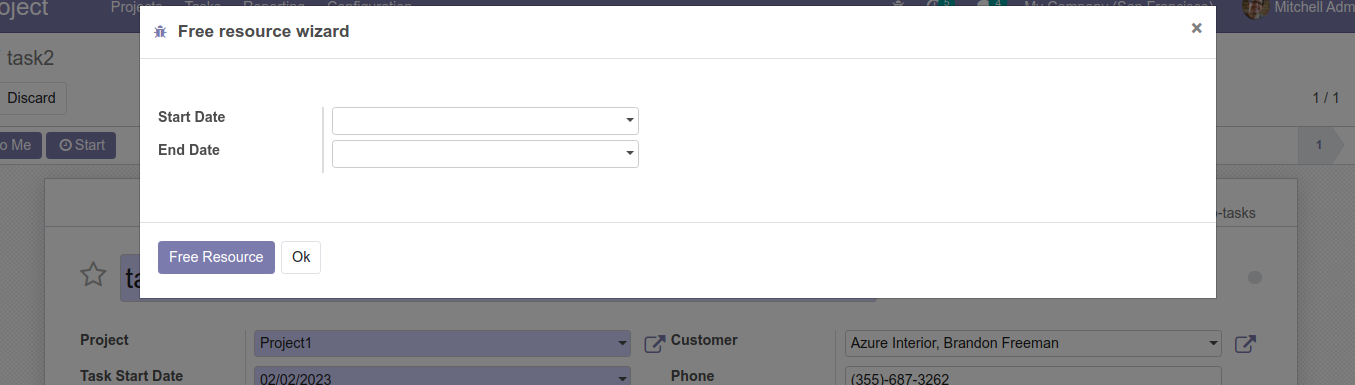 oject Projects Tasks Reporting Configuration 5 4 My Company (San Francisco) Mitchell Adm
Free resource wizard ×
task2
Discard
1 / 1
Start Date
End Date
o Me Start
1
-tasks
Free Resource Ok
ta
Project Project1 Customer Azure Interior, Brandon Freeman
Task Start Date 02/02/2023 Phone (355)-687-3262